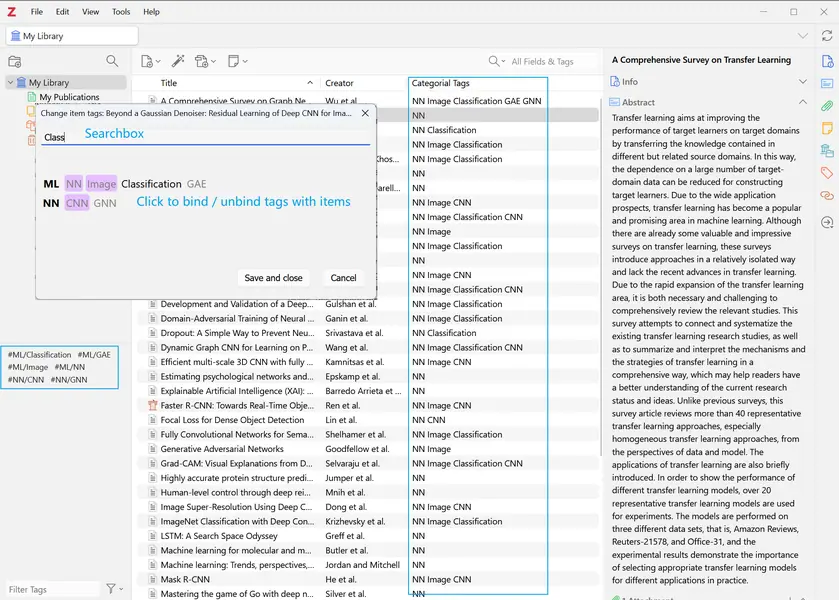 Z File Edit View Tools Help
My Library
All Fields & Tags
My Library
My Publications
Title Creator Categorial Tags
A Comprehensive Survey on Graph Ne... Wu et al. NN Image Classification GAE GNN
NN
NN Classification
NN Image Classification
Khos... NN Image Classification
NN
arell... NN
NN Image CNN
NN Image Classification CNN
NN Image
NN Image Classification
NN
NN Image CNN
NN Image Classification CNN
Change item tags: Beyond a Gaussian Denoiser: Residual Learning of Deep CNN for Ima...
Class Searchbox
ML NN Image Classification GAE
NN CNN GNN Click to bind / unbind tags with items
Save and close Cancel
Development and Validation of a Deep... Gulshan et al. NN Image Classification
Domain-Adversarial Training of Neural ... Ganin et al. NN Image Classification
Dropout: A Simple Way to Prevent Neu... Srivastava et al. NN Classification
Dynamic Graph CNN for Learning on P... Wang et al. NN Image Classification CNN
Efficient multi-scale 3D CNN with fully ... Kamnitsas et al. NN Image CNN
Estimating psychological networks and... Epskamp et al. NN
Explainable Artificial Intelligence (XAI): ... Barredo Arrieta et ... NN
Faster R-CNN: Towards Real-Time Obje... Ren et al. NN Image CNN
Focal Loss for Dense Object Detection Lin et al. NN CNN
Fully Convolutional Networks for Sema... Shelhamer et al. NN Image Classification
Generative Adversarial Networks Goodfellow et al. NN Image
Grad-CAM: Visual Explanations from D... Selvaraju et al. NN Image Classification CNN
Highly accurate protein structure predi... Jumper et al. NN
Human-level control through deep rei... Mnih et al. NN
Image Super-Resolution Using Deep C... Dong et al. NN Image CNN
ImageNet Classification with Deep Con... Krizhevsky et al. NN Image Classification
LSTM: A Search Space Odyssey Greff et al. NN
Machine learning for molecular and m... Butler et al. NN
Machine learning: Trends, perspectives,... Jordan and Mitchell NN
Mask R-CNN He et al. NN Image CNN
Mastering the game of Go with deep n... Silver et al. NN
#ML/Classification #ML/GAE
#ML/Image #ML/NN
#NN/CNN #NN/GNN
Filter Tags
A Comprehensive Survey on Transfer Learning
Info
Abstract
Transfer learning aims at improving the
performance of target learners on target domains
by transferring the knowledge contained in
different but related source domains. In this way,
the dependence on a large number of target-
domain data can be reduced for constructing
target learners. Due to the wide application
prospects, transfer learning has become a popular
and promising area in machine learning. Although
there are already some valuable and impressive
surveys on transfer learning, these surveys
introduce approaches in a relatively isolated way
and lack the recent advances in transfer learning.
Due to the rapid expansion of the transfer learning
area, it is both necessary and challenging to
comprehensively review the relevant studies. This
survey attempts to connect and systematize the
existing transfer learning research studies, as well
as to summarize and interpret the mechanisms and
the strategies of transfer learning in a
comprehensive way, which may help readers have
a better understanding of the current research
status and ideas. Unlike previous surveys, this
survey article reviews more than 40 representative
transfer learning approaches, especially
homogeneous transfer learning approaches, from
the perspectives of data and model. The
applications of transfer learning are also briefly
introduced. In order to show the performance of
different transfer learning models, over 20
representative transfer learning models are used
for experiments. The models are performed on
three different data sets, that is, Amazon Reviews,
Reuters-21578, and Office-31, and the
experimental results demonstrate the importance
of selecting appropriate transfer learning models
for different applications in practice.